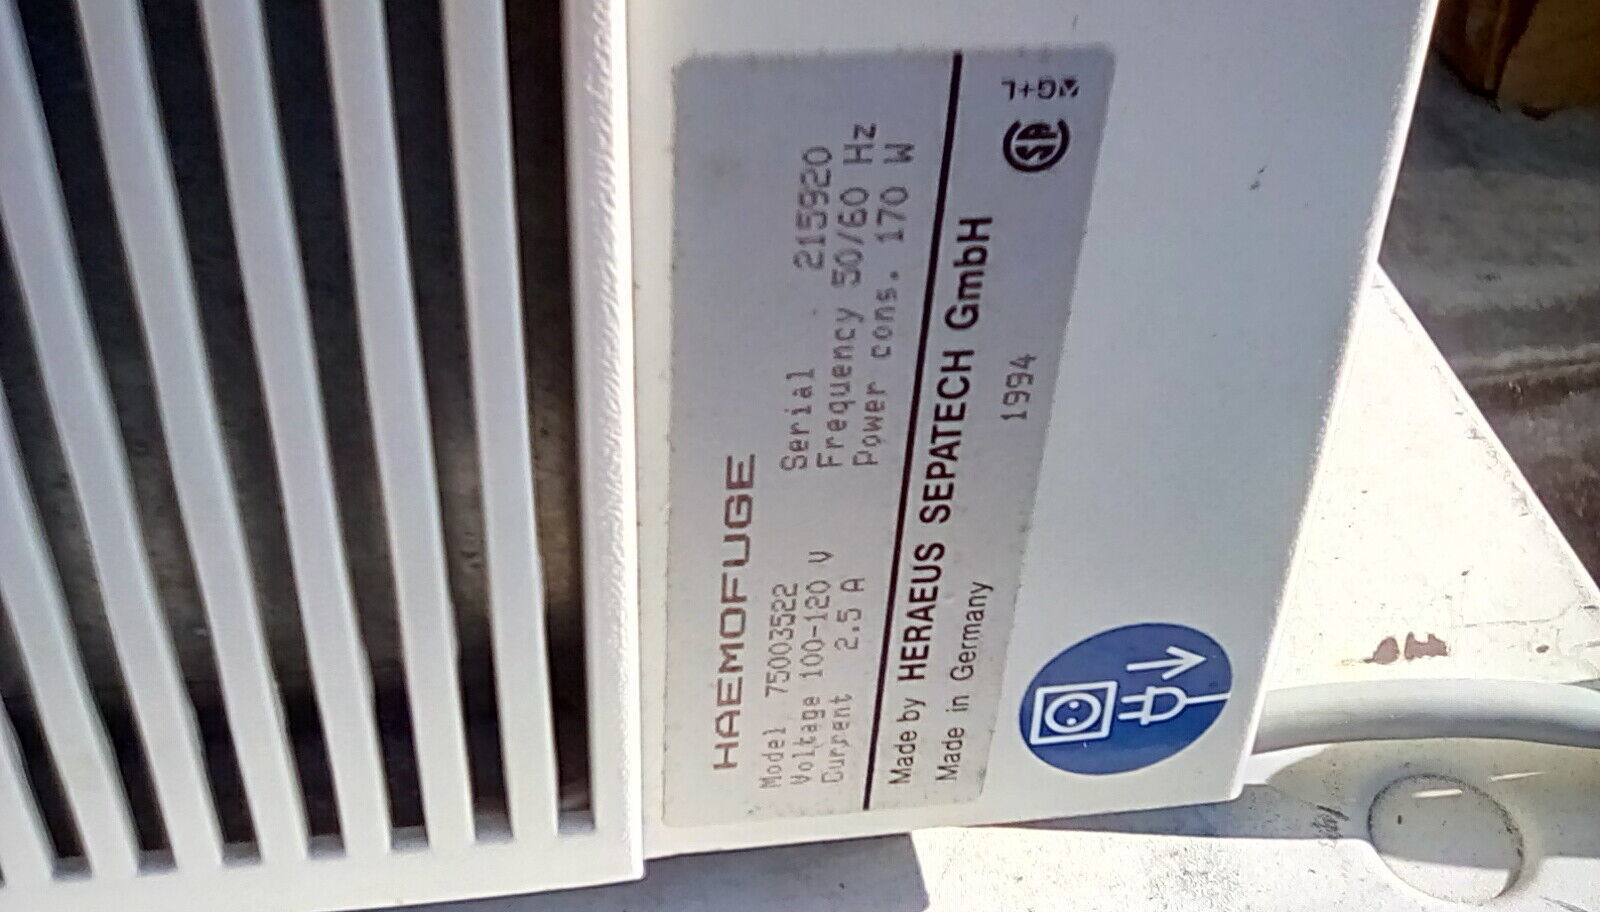 HAEMOFUGE
Model 75003522 Serial 215920
Voltage 100-120 V Frequency 50/60 Hz
Current 2.5 A Power cons. 170 W
Made by HERAEUS SEPATECH GmbH
Made in Germany 1994